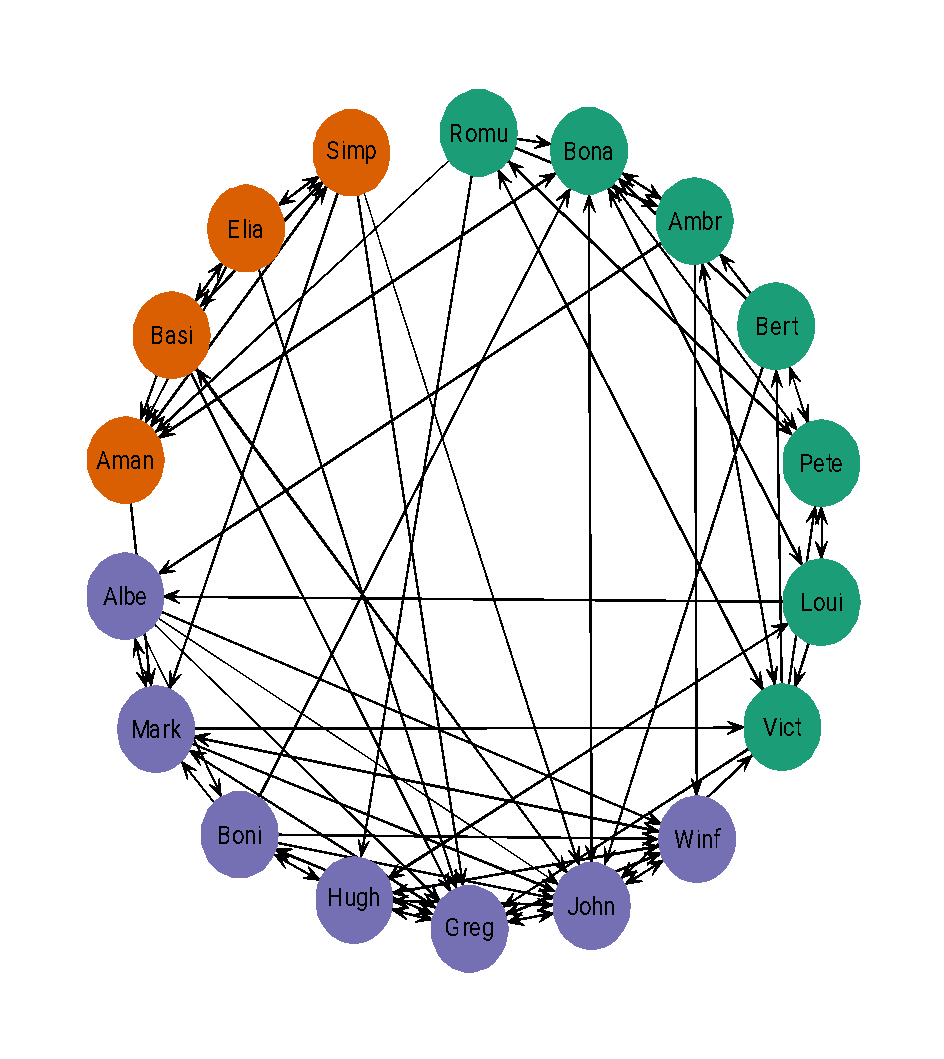 Romu
Simp
Bona
Ambr
Elia
Bert
Basi
Aman
Pete
Albe
Loui
Mark
Vict
Boni
Winf
Hugh
John
Greg